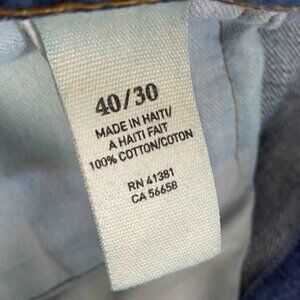 40/30
MADE IN HAITI/
A HAITI FAIT
100% COTTON/COTON
RN 41381
CA 56658